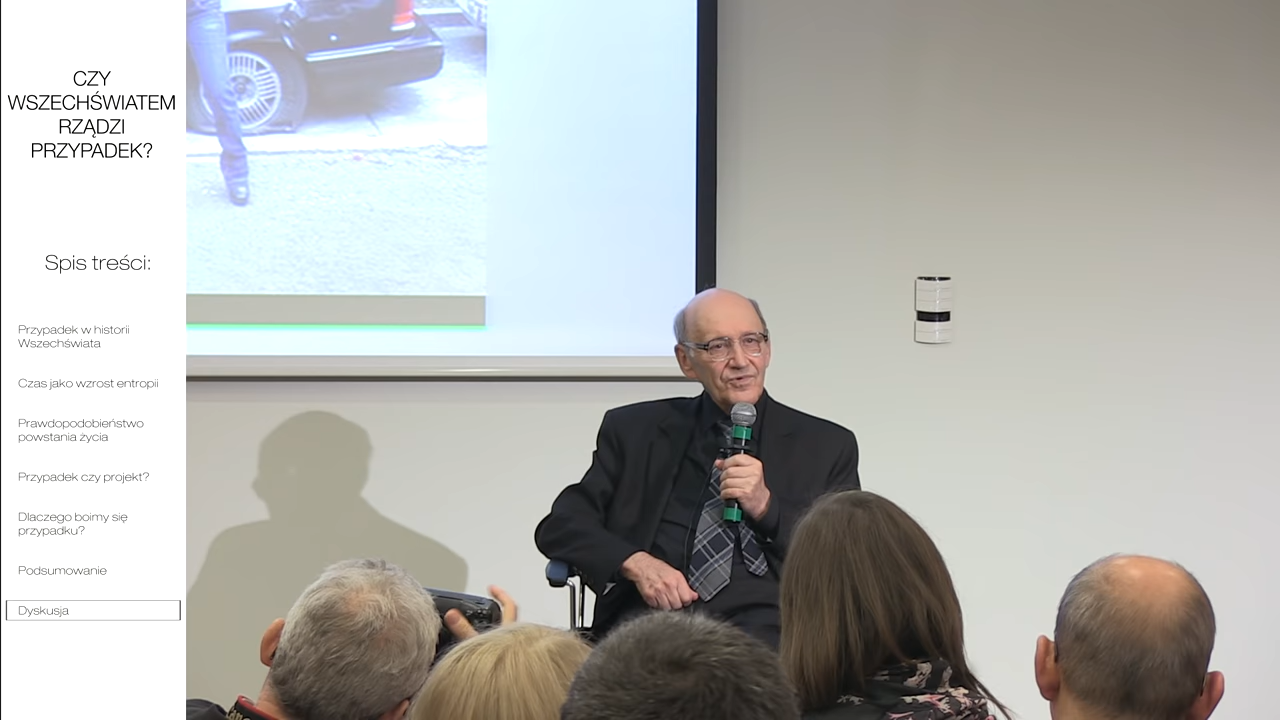 CZY
WSZECHŚWIATEM
RZĄDZI
PRZYPADEK?
Spis treści:
Przypadek w historii
Wszechświata
Czas jako wzrost entropii
Prawdopodobieństwo
powstania życia
Przypadek czy projekt?
Dlaczego boimy się
przypadku?
Podsumowanie
Dyskusja